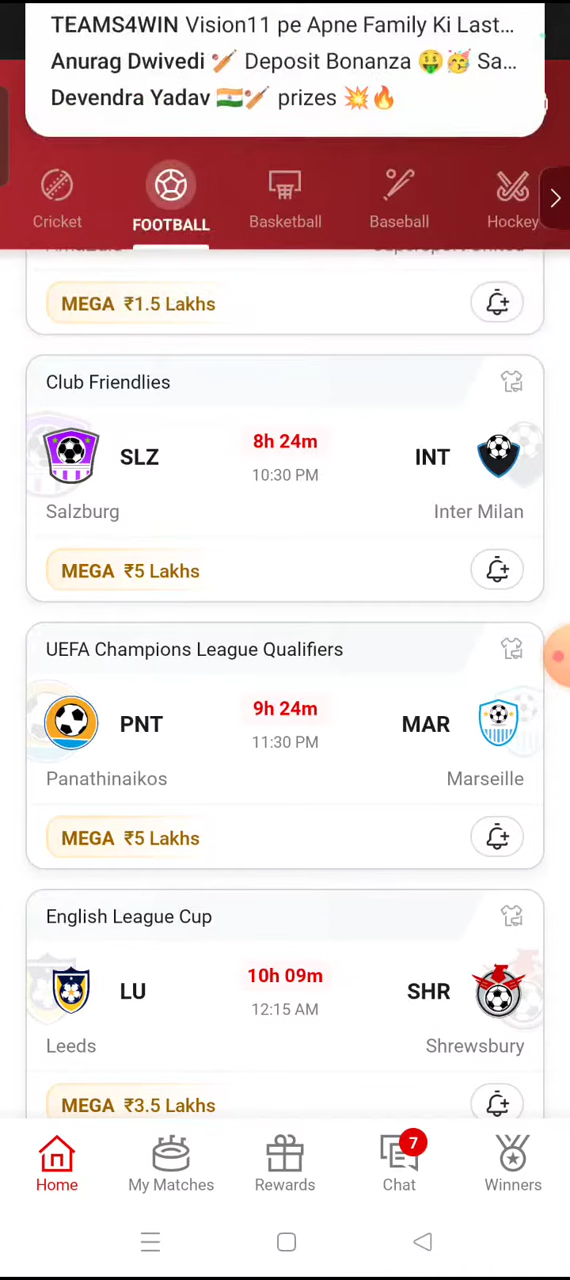 TEAMS4WIN Vision11 pe Apne Family Ki Last...
Anurag Dwivedi 🏏 Deposit Bonanza 🤑🥳 Sa...
Devendra Yadav 🇮🇳🏏 prizes 💥🔥
Cricket
FOOTBALL
Basketball
Baseball
Hockey
MEGA ₹1.5 Lakhs
Club Friendlies
SLZ 8h 24m INT
10:30 PM
Salzburg Inter Milan
MEGA ₹5 Lakhs
UEFA Champions League Qualifiers
PNT 9h 24m MAR
11:30 PM
Panathinaikos Marseille
MEGA ₹5 Lakhs
English League Cup
LU 10h 09m SHR
12:15 AM
Leeds Shrewsbury
MEGA ₹3.5 Lakhs
7
Home My Matches Rewards Chat Winners